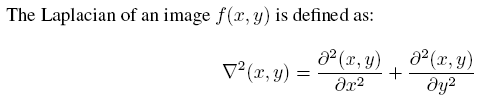 The Laplacian of an image f(x, y) is defined as:
∇²(x, y) = ∂²(x, y)/∂x² + ∂²(x, y)/∂y²